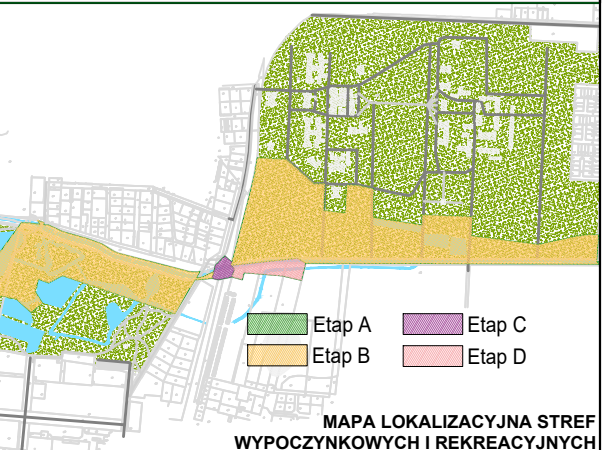 Etap A
Etap C
Etap B
Etap D
MAPA LOKALIZACYJNA STREF
WYPOCZYNKOWYCH I REKREACYJNYCH